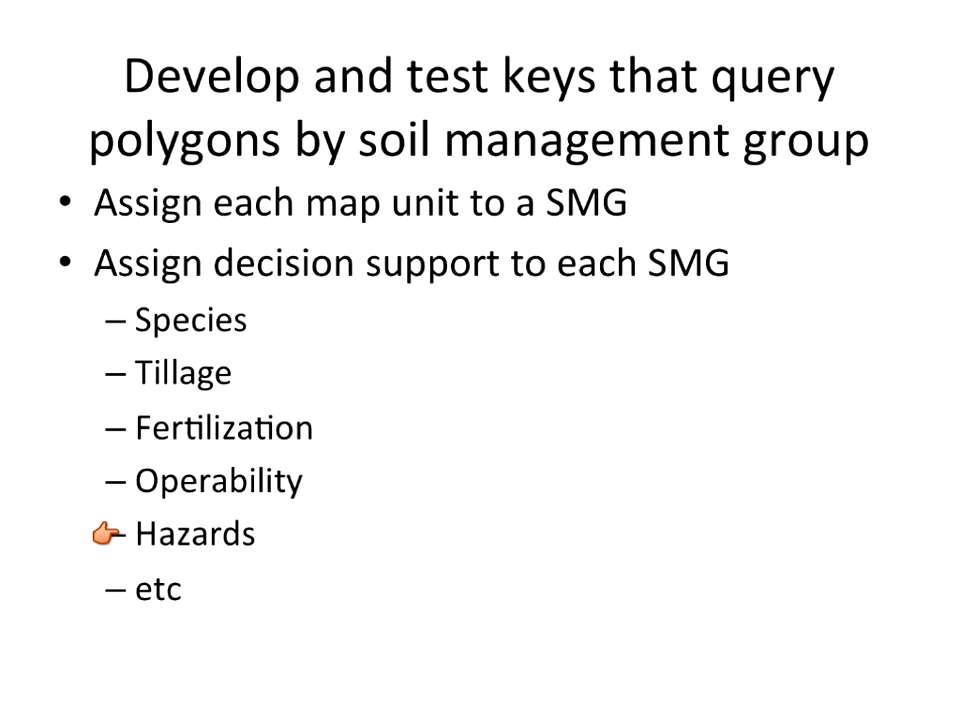 Develop and test keys that query
polygons by soil management group
• Assign each map unit to a SMG
• Assign decision support to each SMG
– Species
– Tillage
– Fertilization
– Operability
– Hazards
– etc